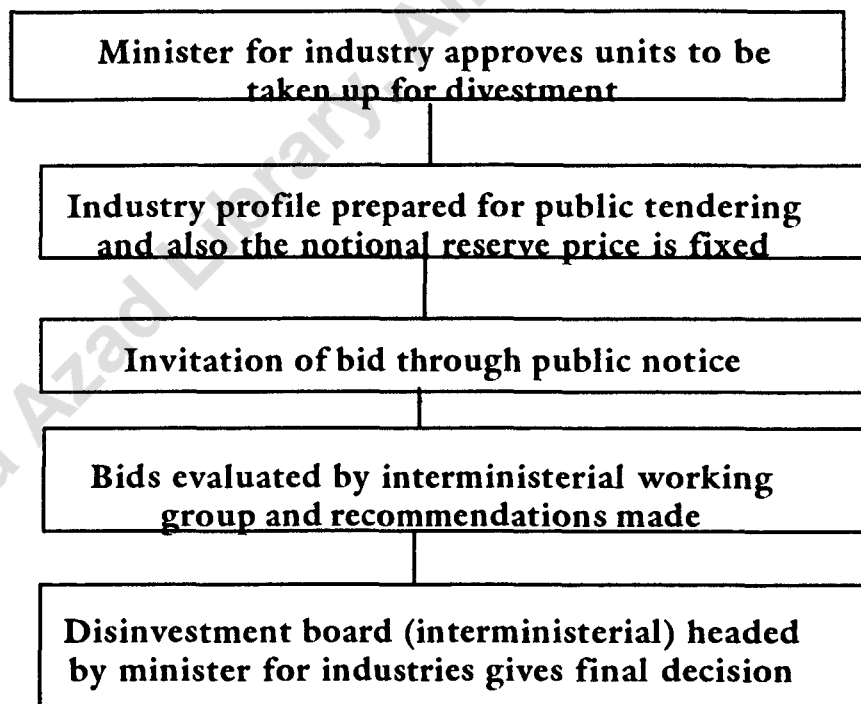 Minister for industry approves units to be
taken up for divestment
Industry profile prepared for public tendering
and also the notional reserve price is fixed
Invitation of bid through public notice
Bids evaluated by interministerial working
group and recommendations made
Disinvestment board (interministerial) headed
by minister for industries gives final decision
Azad Library,